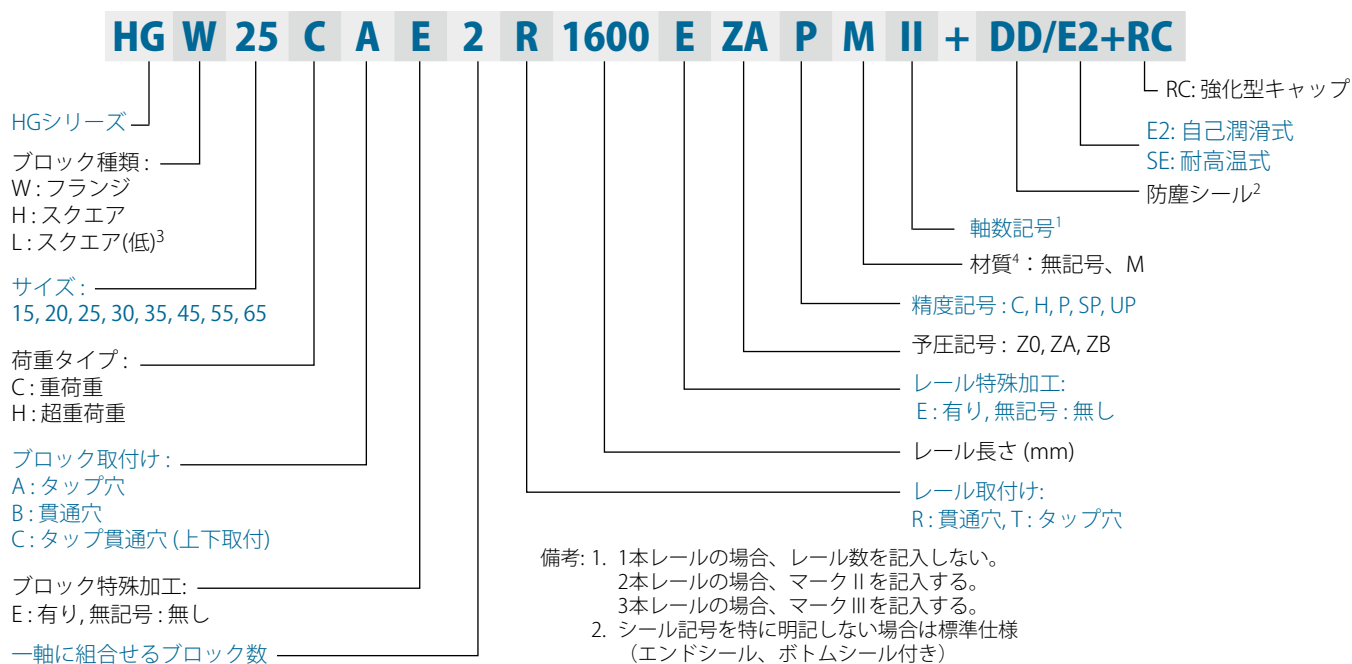 HG W 25 C A E 2 R 1600 E ZA P M II + DD/E2+RC
HGシリーズ
ブロック種類 :
W : フランジ
H : スクエア
L : スクエア(低)3
サイズ :
15, 20, 25, 30, 35, 45, 55, 65
荷重タイプ :
C : 重荷重
H : 超重荷重
ブロック取付け :
A : タップ穴
B : 貫通穴
C : タップ貫通穴 (上下取付)
ブロック特殊加工:
E : 有り, 無記号 : 無し
一軸に組合せるブロック数
RC: 強化型キャップ
E2: 自己潤滑式
SE: 耐高温式
防塵シール2
軸数記号1
材質4：無記号、M
精度記号 : C, H, P, SP, UP
予圧記号 : Z0, ZA, ZB
レール特殊加工:
E : 有り, 無記号 : 無し
レール長さ (mm)
レール取付け:
R : 貫通穴, T : タップ穴
備考: 1. 1本レールの場合、レール数を記入しない。
2本レールの場合、マークⅡを記入する。
3本レールの場合、マークⅢを記入する。
2. シール記号を特に明記しない場合は標準仕様
（エンドシール、ボトムシール付き）